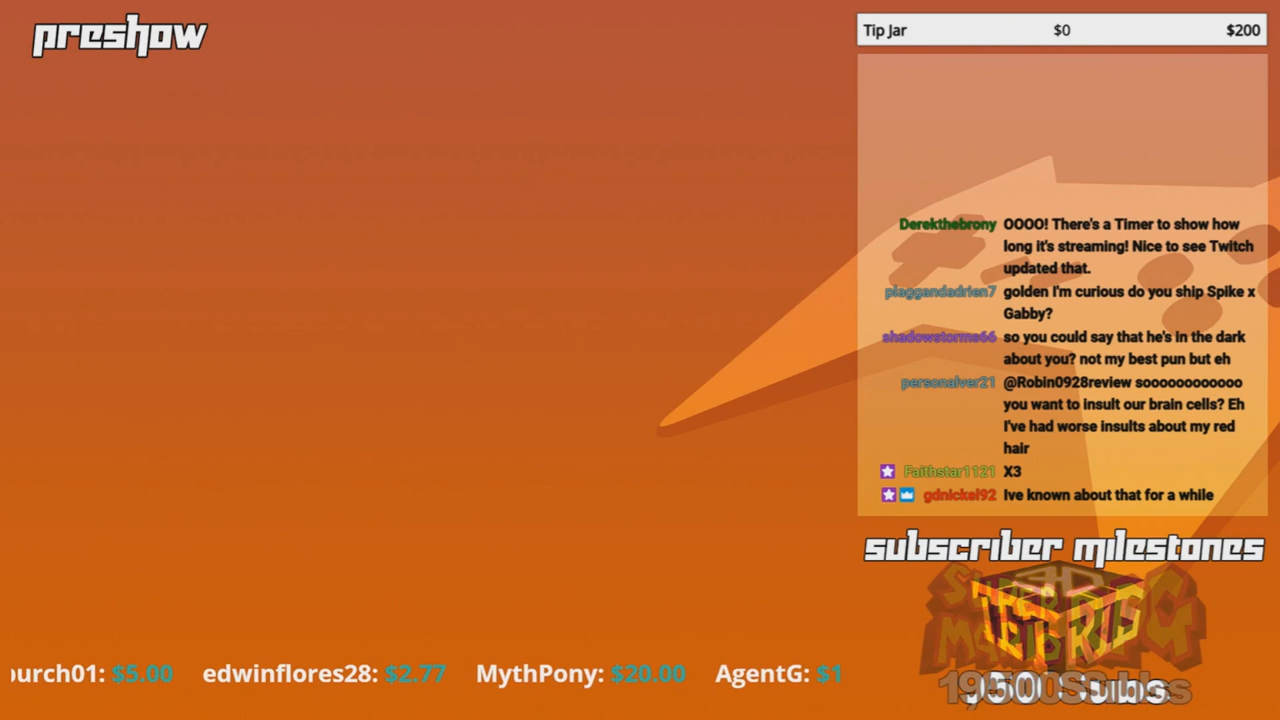 preshow
Tip Jar $0 $200
Derekthebrony OOOO! There's a Timer to show how
long it's streaming! Nice to see Twitch
updated that.
plaggandadrien7 golden I'm curious do you ship Spike x
Gabby?
shadowstorms66 so you could say that he's in the dark
about you? not my best pun but eh
personalver21 @Robin0928review soooooooooooo
you want to insult our brain cells? Eh
I've had worse insults about my red
hair
Faithstar1121 X3
gdnickel92 Ive known about that for a while
subscriber milestones
urch01: $5.00 edwinflores28: $2.77 MythPony: $20.00 AgentG: $1